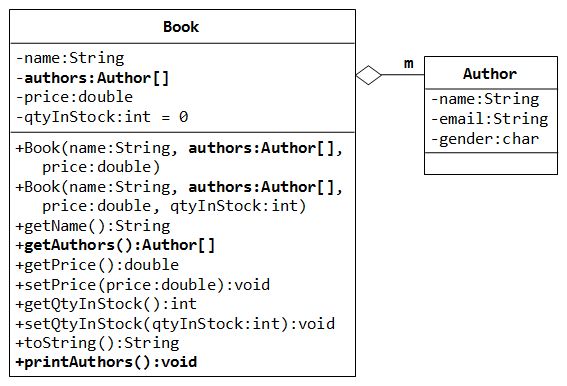 Book
-name:String
-authors:Author[]
-price:double
-qtyInStock:int = 0
+Book(name:String, authors:Author[],
price:double)
+Book(name:String, authors:Author[],
price:double, qtyInStock:int)
+getName():String
+getAuthors():Author[]
+getPrice():double
+setPrice(price:double):void
+getQtyInStock():int
+setQtyInStock(qtyInStock:int):void
+toString():String
+printAuthors():void
m
Author
-name:String
-email:String
-gender:char